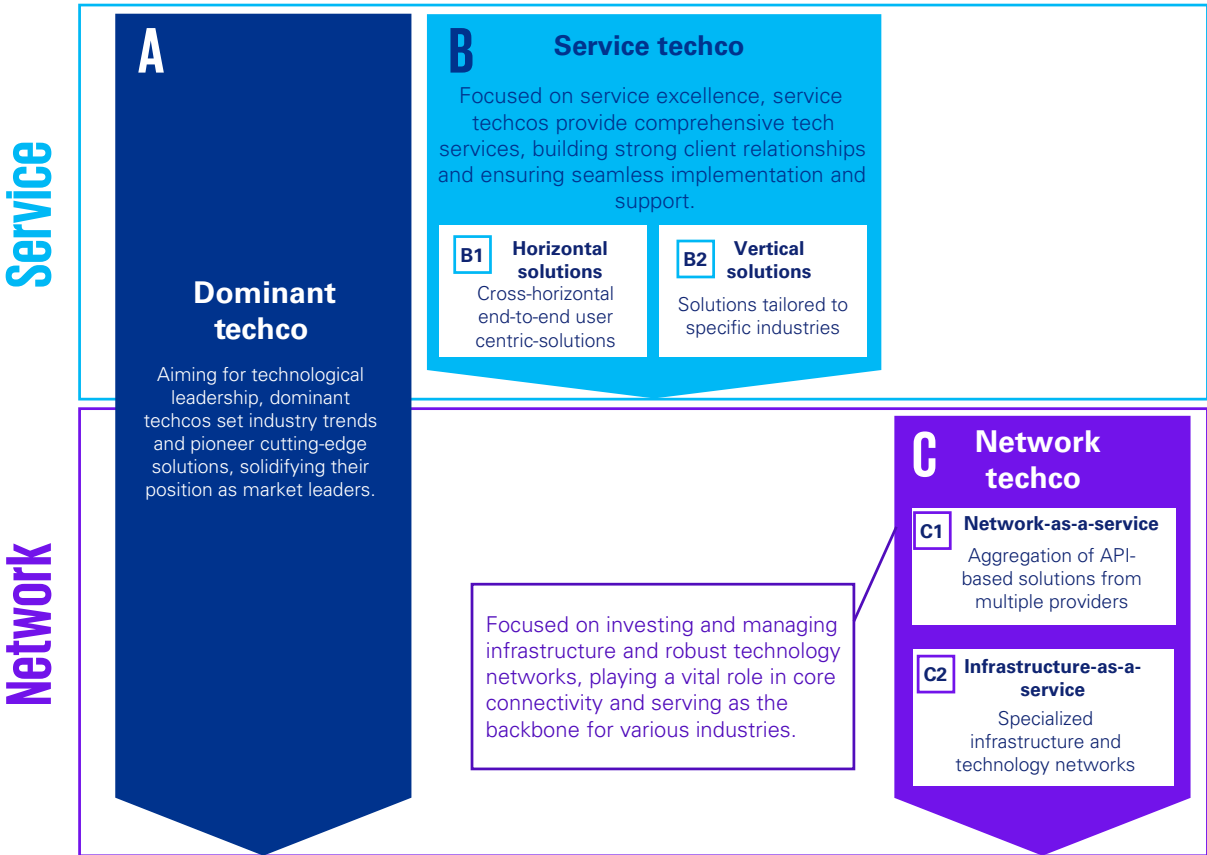 Service
A
Dominant
techco
Aiming for technological
leadership, dominant
techcos set industry trends
and pioneer cutting-edge
solutions, solidifying their
position as market leaders.
B
Service techco
Focused on service excellence, service
techcos provide comprehensive tech
services, building strong client relationships
and ensuring seamless implementation and
support.
B1
Horizontal
solutions
Cross-horizontal
end-to-end user
centric-solutions
B2
Vertical
solutions
Solutions tailored to
specific industries
Network
Focused on investing and managing
infrastructure and robust technology
networks, playing a vital role in core
connectivity and serving as the
backbone for various industries.
C
Network
techco
C1
Network-as-a-service
Aggregation of API-
based solutions from
multiple providers
C2
Infrastructure-as-a-
service
Specialized
infrastructure and
technology networks